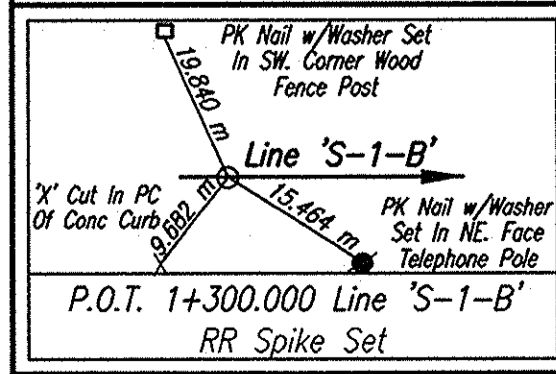 PK Nail w/Washer Set
In SW. Corner Wood
Fence Post
19.840 m
Line 'S-1-B'
'X' Cut In PC
Of Conc Curb
9.682 m
15.464 m
PK Nail w/Washer
Set In NE. Face
Telephone Pole
P.O.T. 1+300.000 Line 'S-1-B'
RR Spike Set